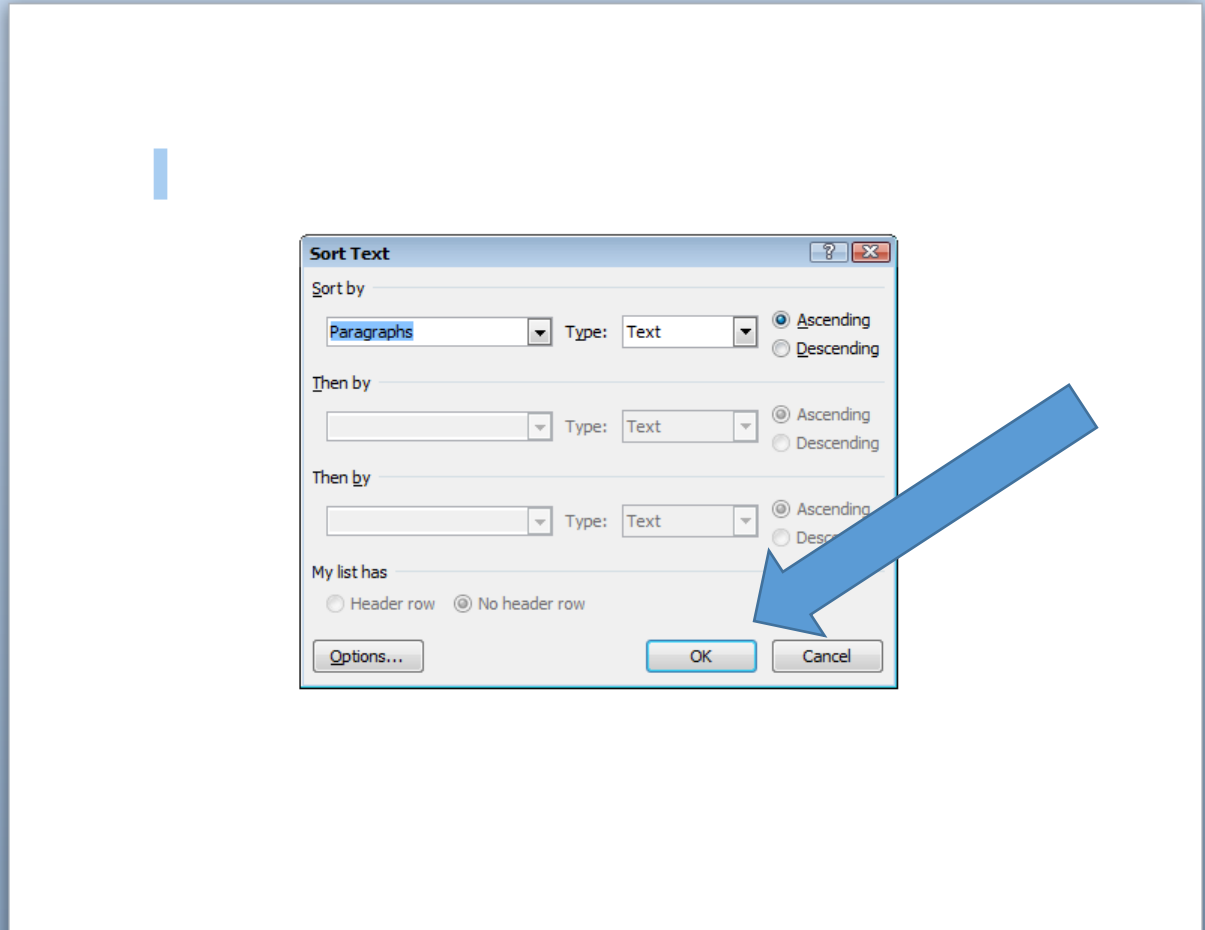 Sort Text
Sort by
Paragraphs Type: Text Ascending
Descending
Then by
Type: Text Ascending
Descending
Then by
Type: Text Ascending
My list has
Header row No header row
Options... OK Cancel